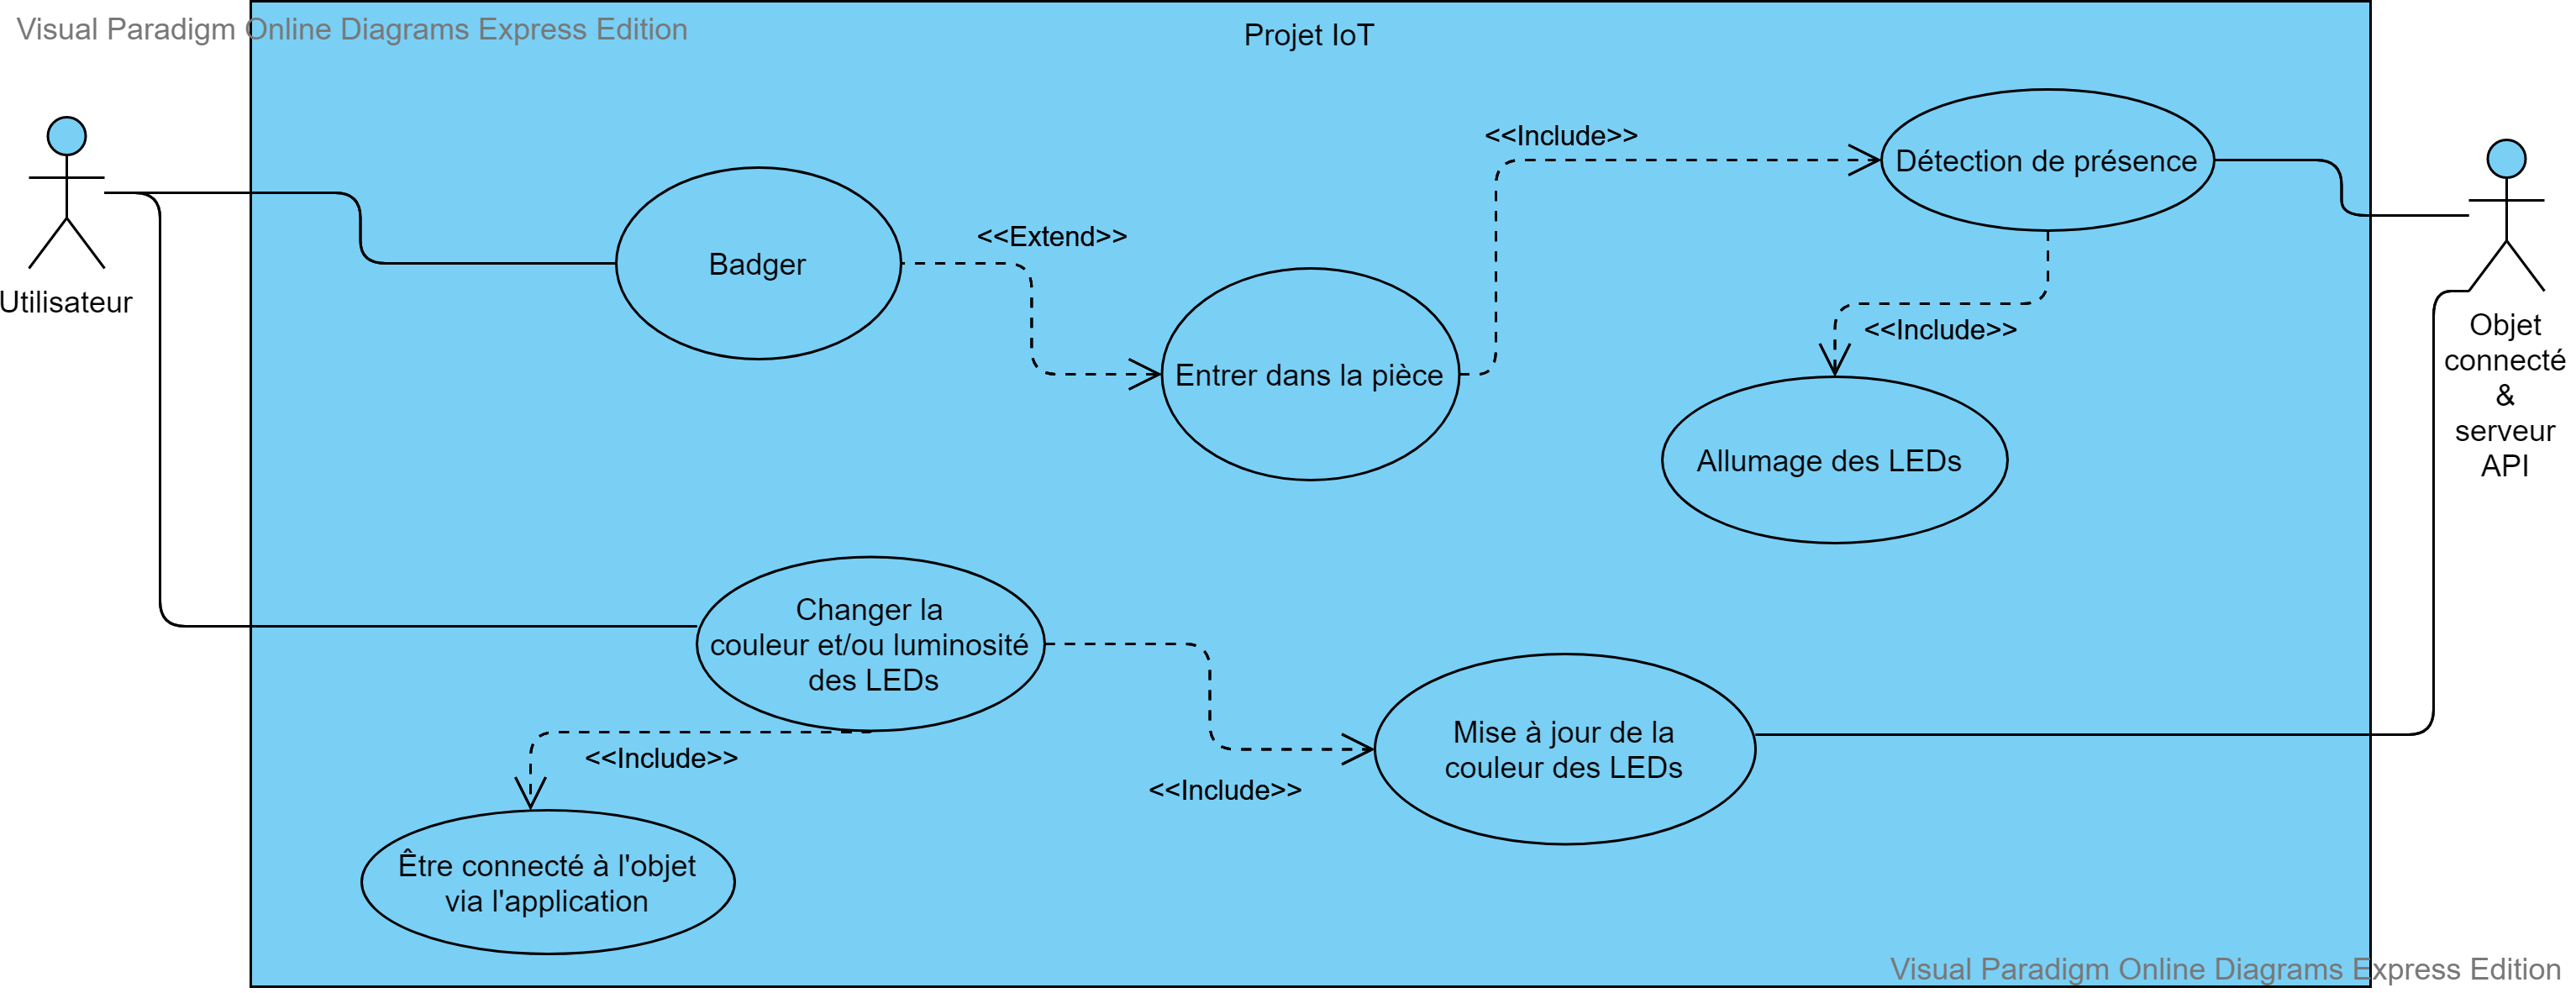 Visual Paradigm Online Diagrams Express Edition
Projet IoT
Utilisateur
Badger
<<Extend>>
Entrer dans la pièce
<<Include>>
Détection de présence
<<Include>>
Allumage des LEDs
Objet
connecté
&
serveur
API
Changer la
couleur et/ou luminosité
des LEDs
<<Include>>
<<Include>>
Mise à jour de la
couleur des LEDs
Être connecté à l'objet
via l'application
Visual Paradigm Online Diagrams Express Edition